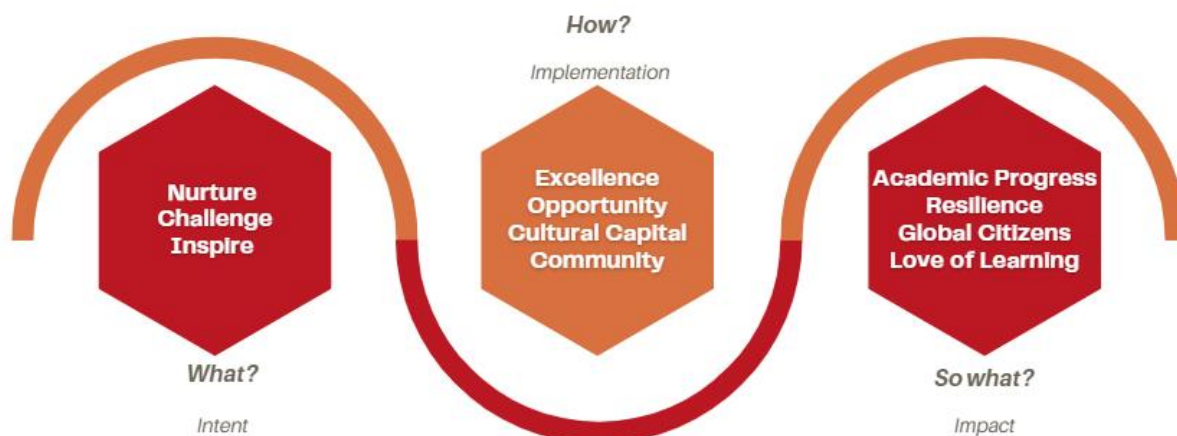 Nurture
Challenge
Inspire
What?
Intent
How?
Implementation
Excellence
Opportunity
Cultural Capital
Community
Academic Progress
Resilience
Global Citizens
Love of Learning
So what?
Impact